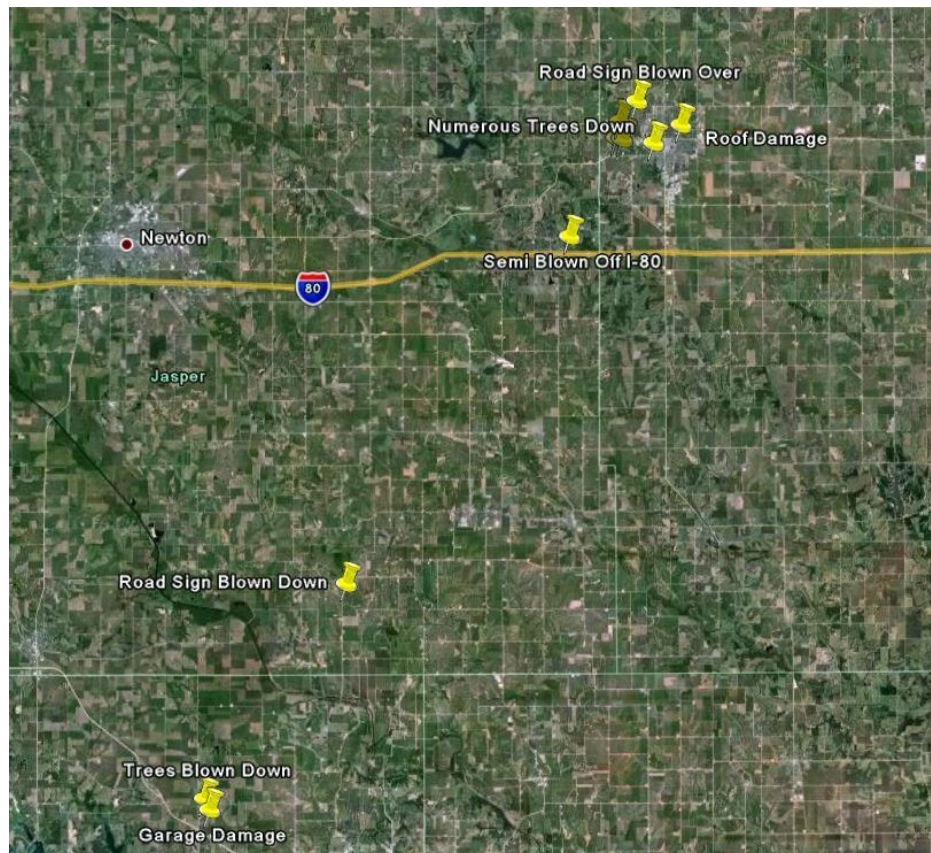 Road Sign Blown Over
Numerous Trees Down
Roof Damage
Newton
Semi Blown Off I-80
80
Jasper
Road Sign Blown Down
Trees Blown Down
Garage Damage